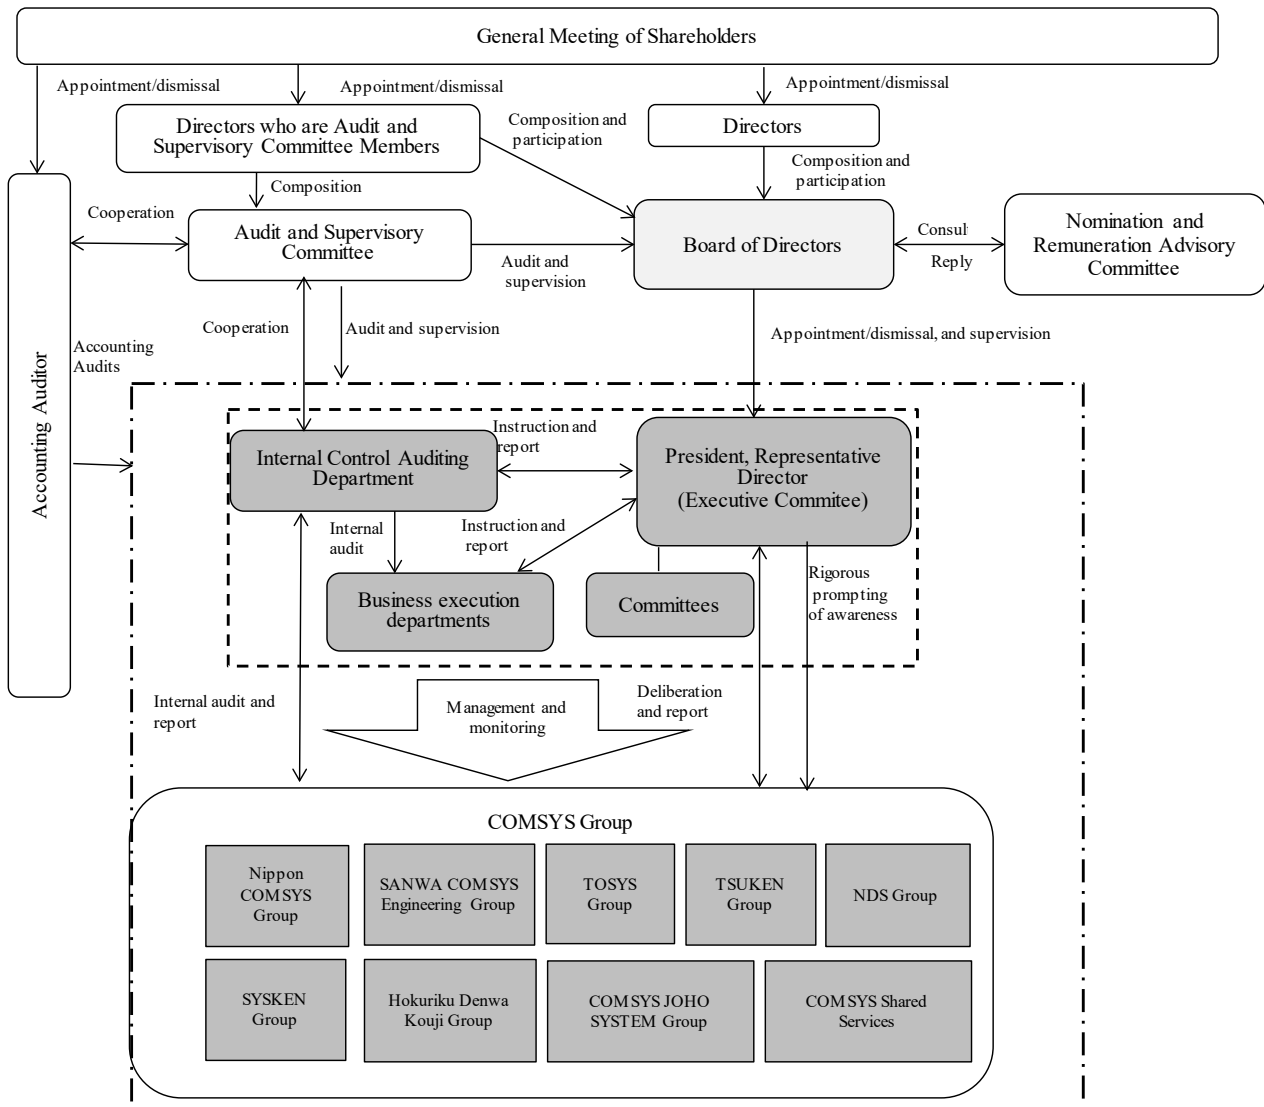 General Meeting of Shareholders
Appointment/dismissal
Appointment/dismissal
Appointment/dismissal
Directors who are Audit and
Supervisory Committee Members
Composition and
participation
Directors
Composition
Composition and
participation
Cooperation
Audit and Supervisory
Committee
Audit and
supervision
Board of Directors
Consul
Reply
Nomination and
Remuneration Advisory
Committee
Accounting Auditor
Accounting
Audits
Cooperation
Audit and supervision
Appointment/dismissal, and supervision
Internal Control Auditing
Department
Instruction and
report
President, Representative
Director
(Executive Commitee)
Internal
audit
Instruction and
report
Business execution
departments
Committees
Rigorous
prompting
of awareness
Internal audit and
report
Management and
monitoring
Deliberation
and report
COMSYS Group
Nippon
COMSYS
Group
SANWA COMSYS
Engineering Group
TOSYS
Group
TSUKEN
Group
NDS Group
SYSKEN
Group
Hokuriku Denwa
Kouji Group
COMSYS JOHO
SYSTEM Group
COMSYS Shared
Services